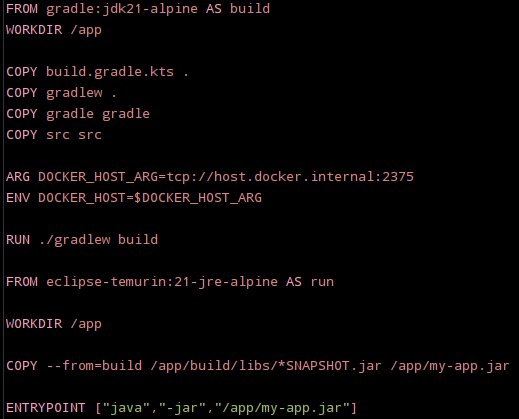 FROM gradle:jdk21-alpine AS build
WORKDIR /app
COPY build.gradle.kts .
COPY gradlew .
COPY gradle gradle
COPY src src
ARG DOCKER_HOST_ARG=tcp://host.docker.internal:2375
ENV DOCKER_HOST=$DOCKER_HOST_ARG
RUN ./gradlew build
FROM eclipse-temurin:21-jre-alpine AS run
WORKDIR /app
COPY --from=build /app/build/libs/*SNAPSHOT.jar /app/my-app.jar
ENTRYPOINT ["java","-jar","/app/my-app.jar"]